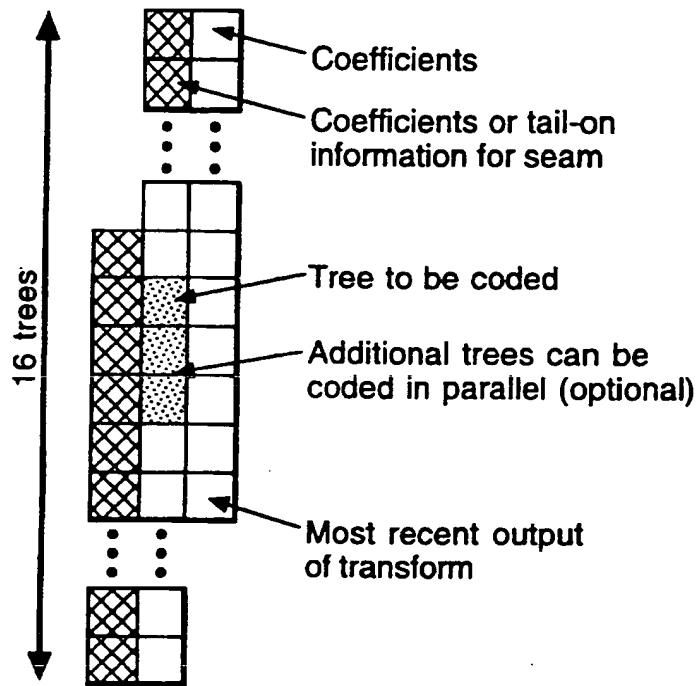 Coefficients
Coefficients or tail-on
information for seam
16 trees
Tree to be coded
Additional trees can be
coded in parallel (optional)
Most recent output
of transform